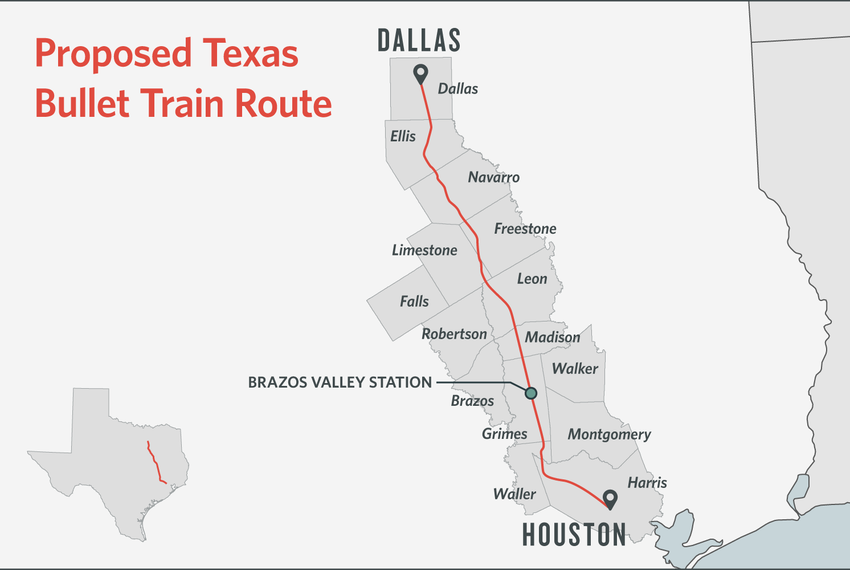 Proposed Texas
Bullet Train Route
DALLAS
Dallas
Ellis
Navarro
Freestone
Limestone
Leon
Falls
Robertson
Madison
Walker
BRAZOS VALLEY STATION
Brazos
Grimes
Montgomery
Harris
Waller
HOUSTON